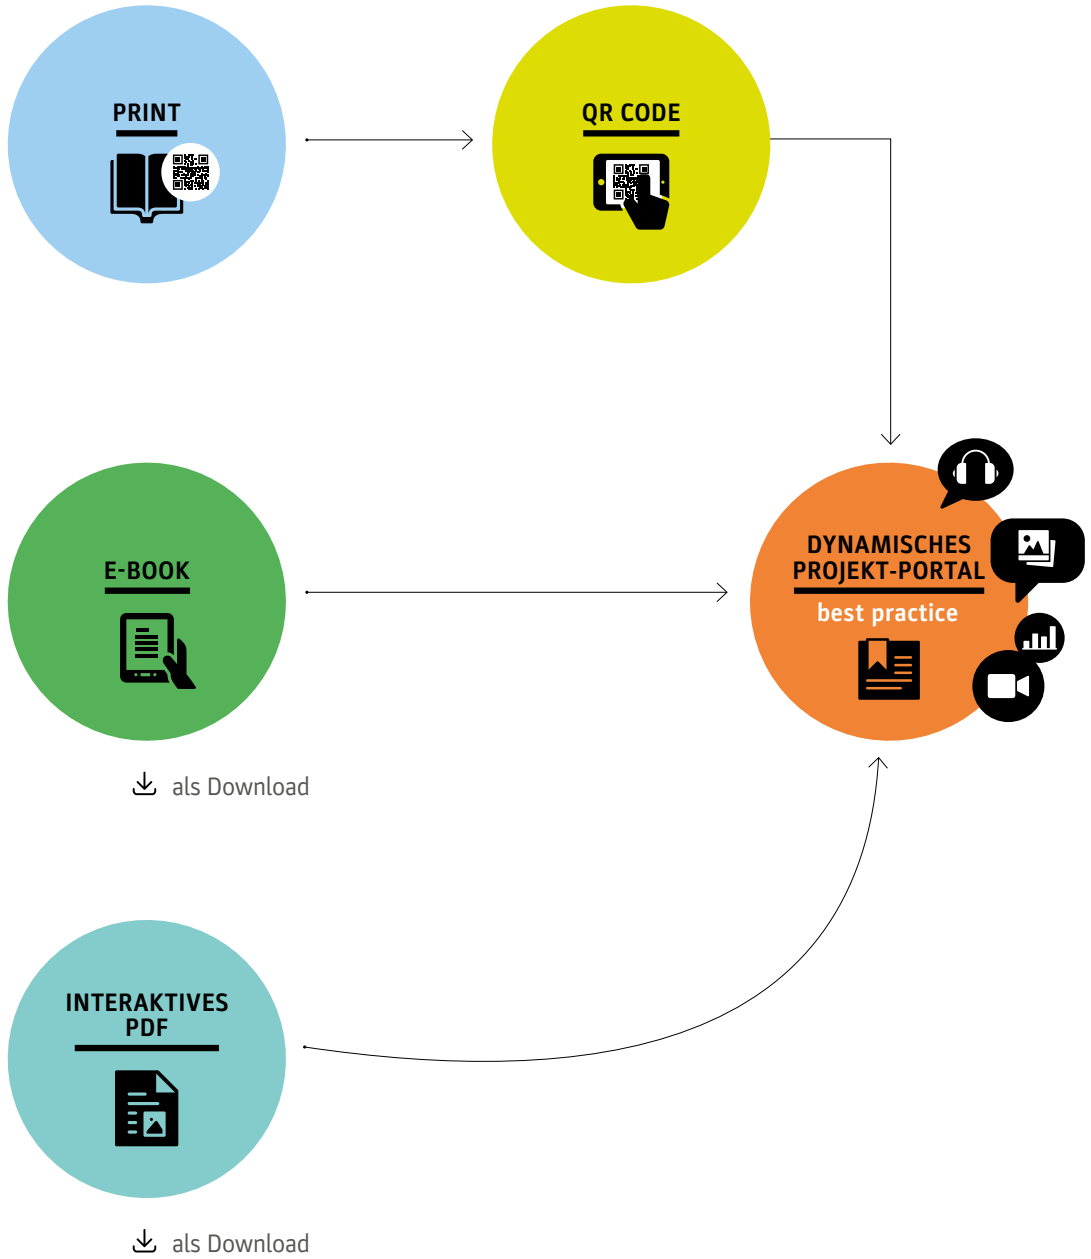 PRINT
QR CODE
E-BOOK
als Download
DYNAMISCHES
PROJEKT-PORTAL
best practice
INTERAKTIVES
PDF
als Download